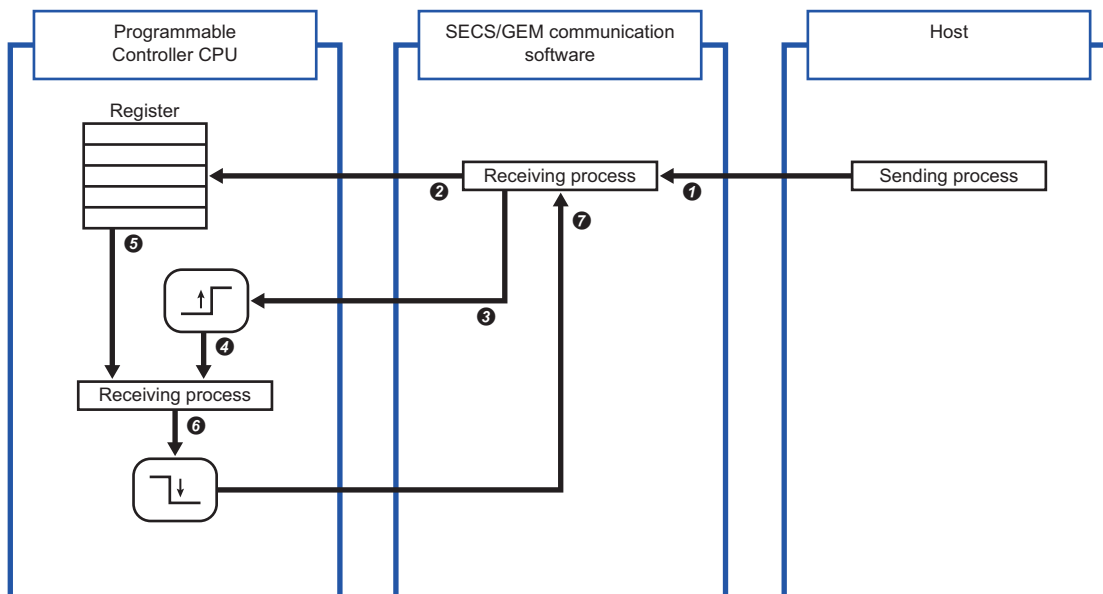 Programmable
Controller CPU
SECS/GEM communication
software
Host
Register
Receiving process
Sending process
❷
❶
❼
❺
❸
❹
Receiving process
❻